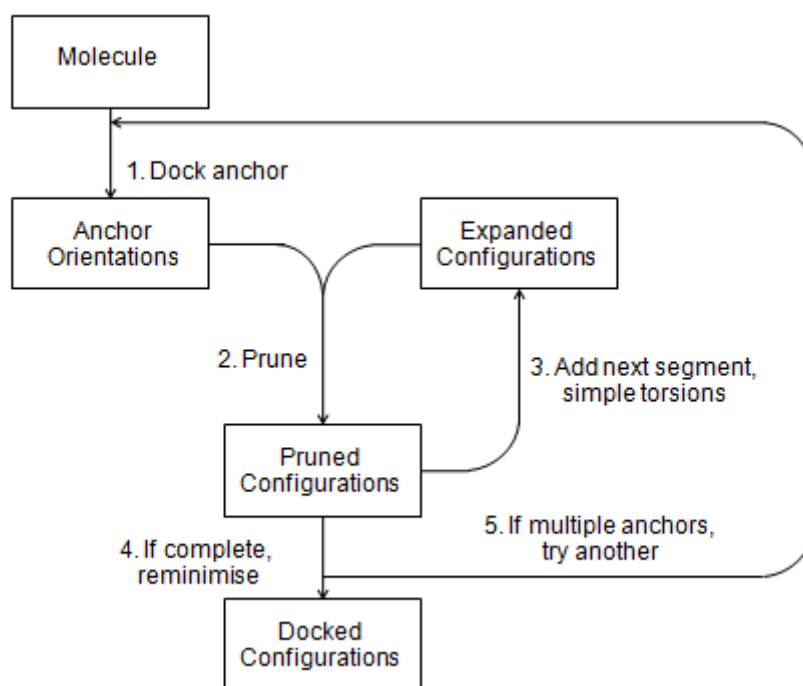 Molecule
1. Dock anchor
Anchor
Orientations
Expanded
Configurations
2. Prune
3. Add next segment,
simple torsions
Pruned
Configurations
4. If complete,
reminimise
5. If multiple anchors,
try another
Docked
Configurations